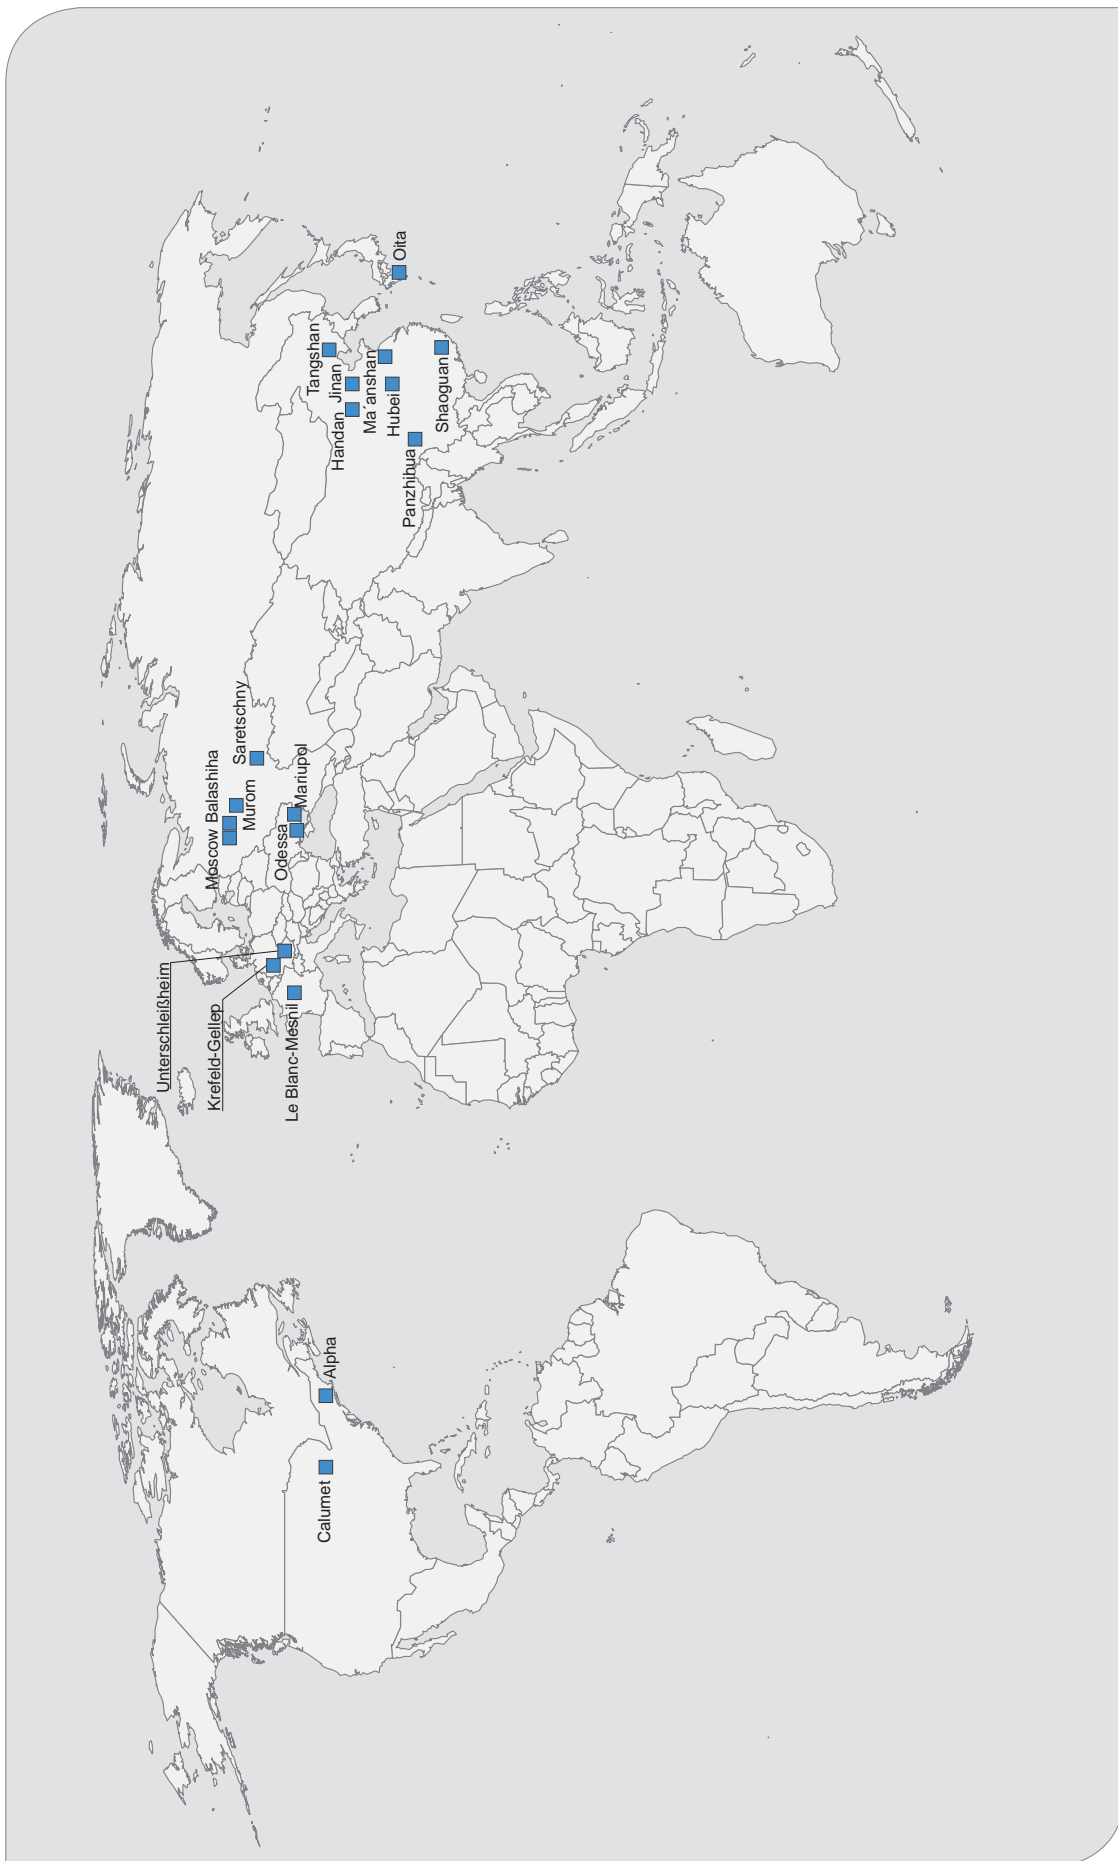 Unterschleißheim
Krefeld-Gellep
Le Blanc-Mesnil
Moscow
Balashiha
Murom
Saretschny
Odessa
Mariupol
Calumet
Alpha
Tangshan
Handan
Jinan
Ma´anshan
Hubei
Panzhihua
Shaoguan
Oita